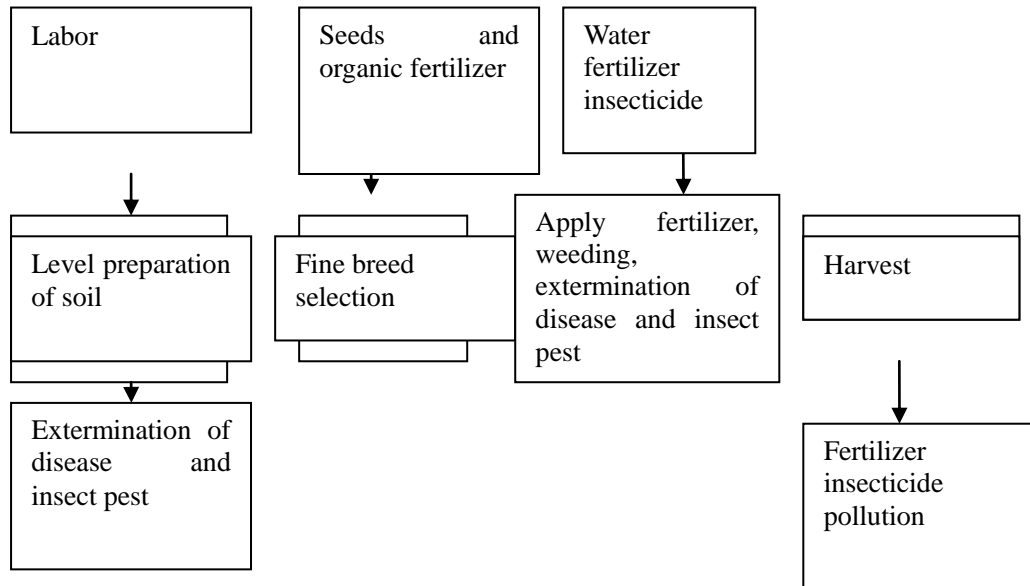 Labor
Seeds and
organic fertilizer
Water
fertilizer
insecticide
Level preparation
of soil
Fine breed
selection
Apply fertilizer,
weeding,
extermination of
disease and insect
pest
Harvest
Extermination of
disease and
insect pest
Fertilizer
insecticide
pollution